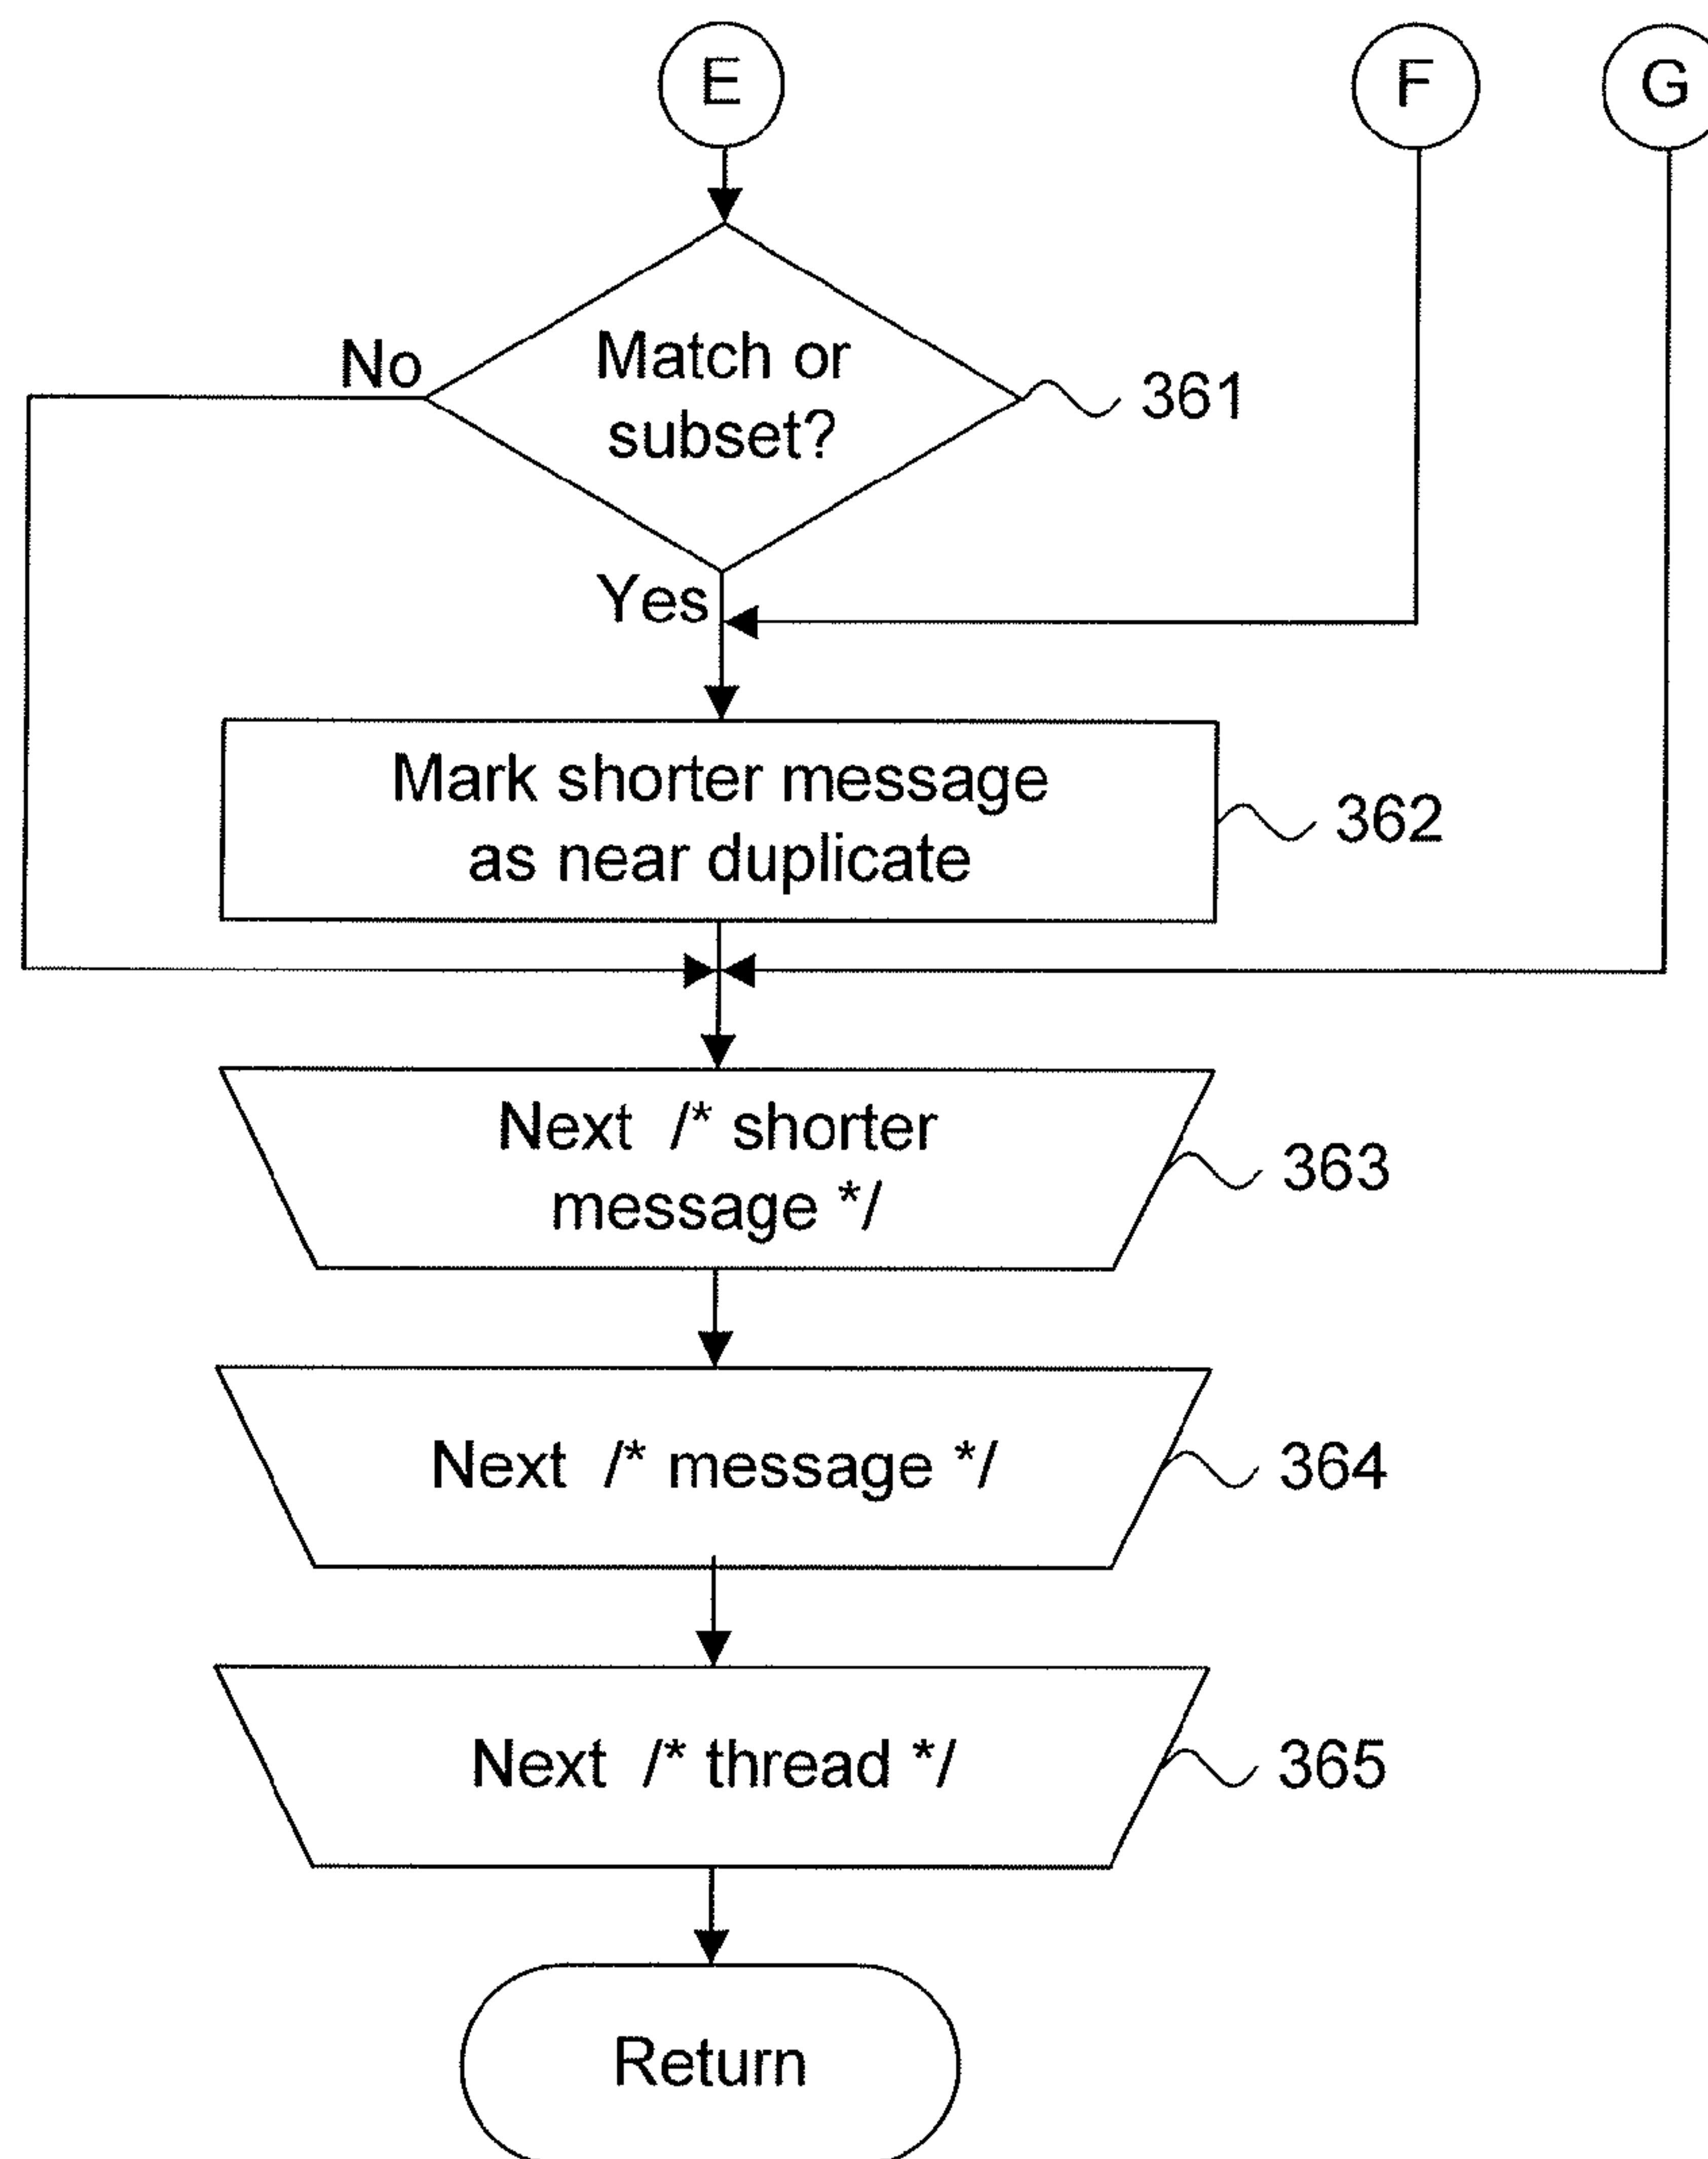 E
F
G
No
Match or
subset?
361
Yes
Mark shorter message
as near duplicate
362
Next /* shorter
message */
363
Next /* message */
364
Next /* thread */
365
Return